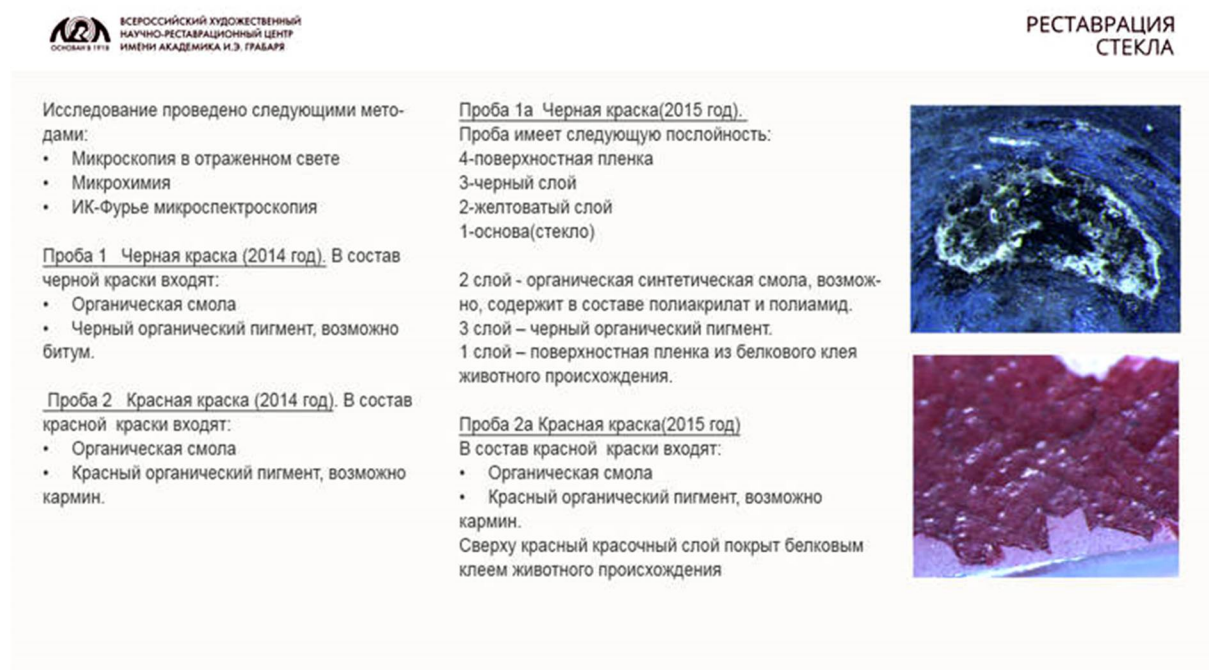 ВСЕРОССИЙСКИЙ ХУДОЖЕСТВЕННЫЙ
НАУЧНО-РЕСТАВРАЦИОННЫЙ ЦЕНТР
ИМЕНИ АКАДЕМИКА И.Э. ГРАБАРЯ
ОСНОВАН В 1918
РЕСТАВРАЦИЯ
СТЕКЛА
Исследование проведено следующими мето-
дами:
• Микроскопия в отраженном свете
• Микрохимия
• ИК-Фурье микроспектроскопия
Проба 1 Черная краска (2014 год). В состав
черной краски входят:
• Органическая смола
• Черный органический пигмент, возможно
битум.
Проба 2 Красная краска (2014 год). В состав
красной краски входят:
• Органическая смола
• Красный органический пигмент, возможно
кармин.
Проба 1а Черная краска(2015 год).
Проба имеет следующую послойность:
4-поверхностная пленка
3-черный слой
2-желтоватый слой
1-основа(стекло)
2 слой - органическая синтетическая смола, возмож-
но, содержит в составе полиакрилат и полиамид.
3 слой – черный органический пигмент.
1 слой – поверхностная пленка из белкового клея
животного происхождения.
Проба 2а Красная краска(2015 год)
В состав красной краски входят:
• Органическая смола
• Красный органический пигмент, возможно
кармин.
Сверху красный красочный слой покрыт белковым
клеем животного происхождения